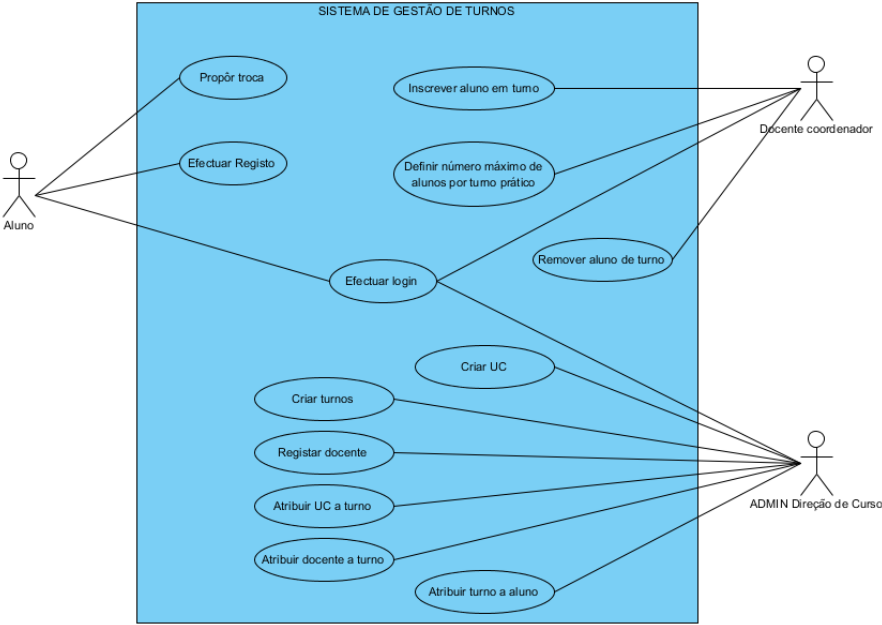 SISTEMA DE GESTÃO DE TURNOS
Propôr troca
Inscrever aluno em turno
Docente coordenador
Efectuar Registo
Definir número máximo de
alunos por turno prático
Aluno
Remover aluno de turno
Efectuar login
Criar UC
Criar turnos
Registar docente
ADMIN Direção de Curso
Atribuir UC a turno
Atribuir docente a turno
Atribuir turno a aluno